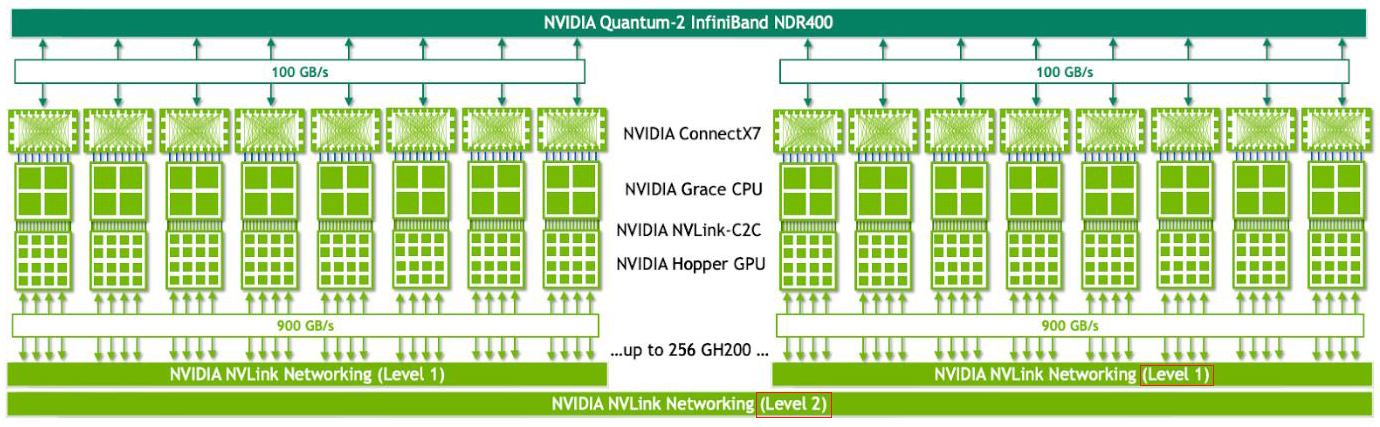 NVIDIA Quantum-2 InfiniBand NDR400
100 GB/s
100 GB/s
NVIDIA ConnectX7
NVIDIA Grace CPU
NVIDIA NVLink-C2C
NVIDIA Hopper GPU
900 GB/s
900 GB/s
...up to 256 GH200 ...
NVIDIA NVLink Networking (Level 1)
NVIDIA NVLink Networking (Level 1)
NVIDIA NVLink Networking (Level 2)